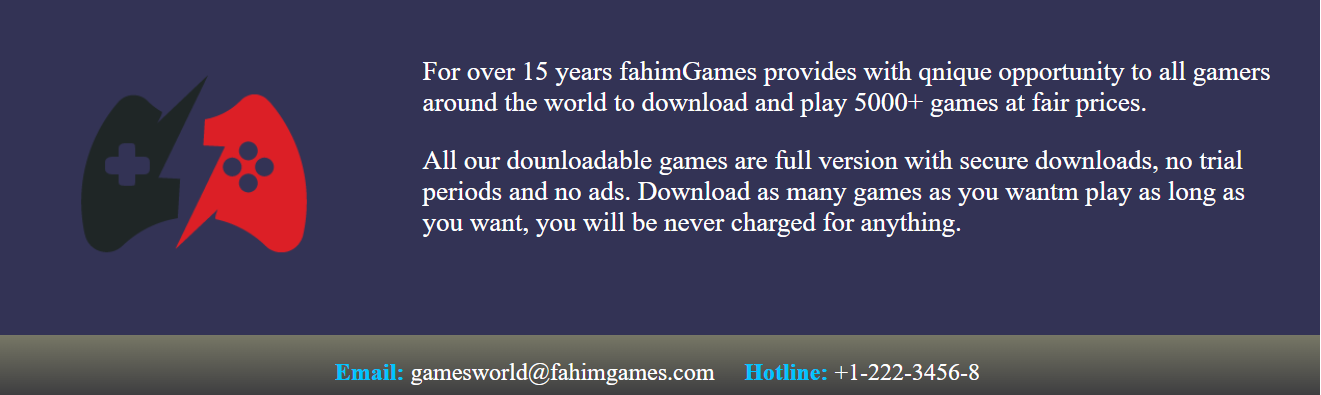 For over 15 years fahimGames provides with qnique opportunity to all gamers
around the world to download and play 5000+ games at fair prices.
All our dounloadable games are full version with secure downloads, no trial
periods and no ads. Download as many games as you wantm play as long as
you want, you will be never charged for anything.
Email: gamesworld@fahimgames.com Hotline: +1-222-3456-8